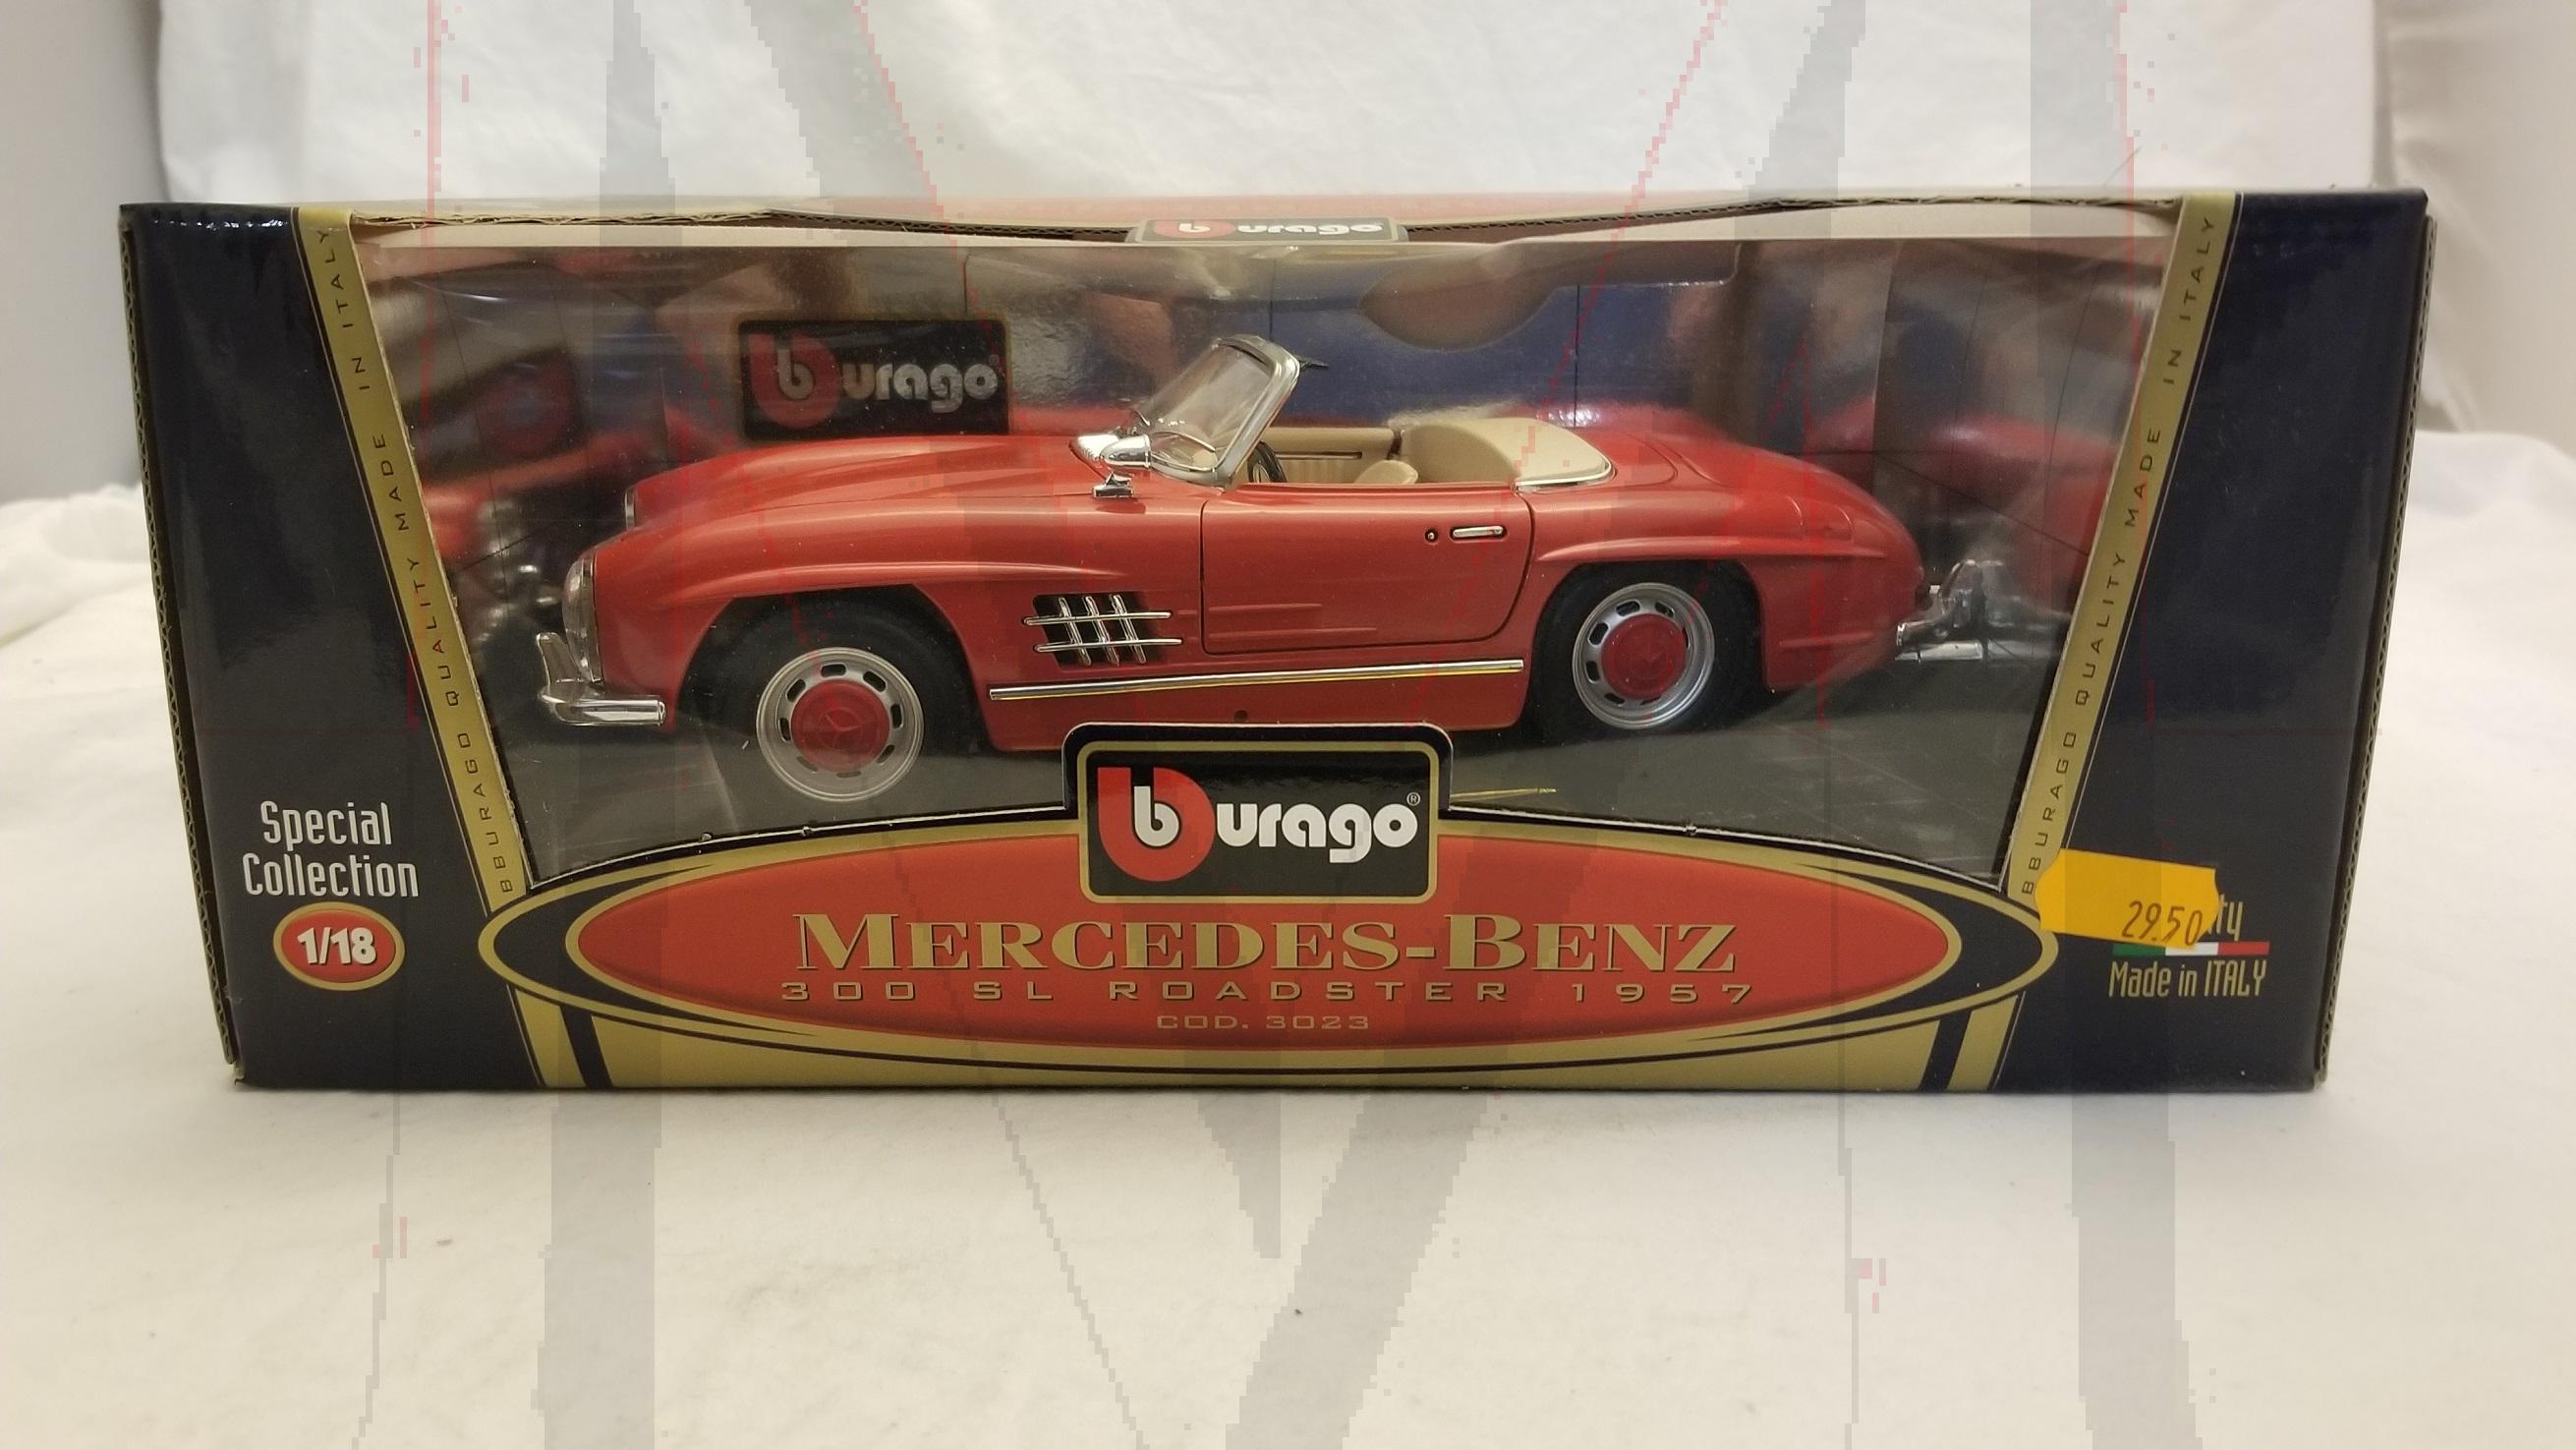 burago
burago®
BBURAGO QUALITY MADE IN ITALY
BBURAGO QUALITY MADE IN ITALY
burago®
Special
Collection
1/18
MERCEDES-BENZ
300 SL ROADSTER 1957
COD. 3023
29.50
Made in ITALY